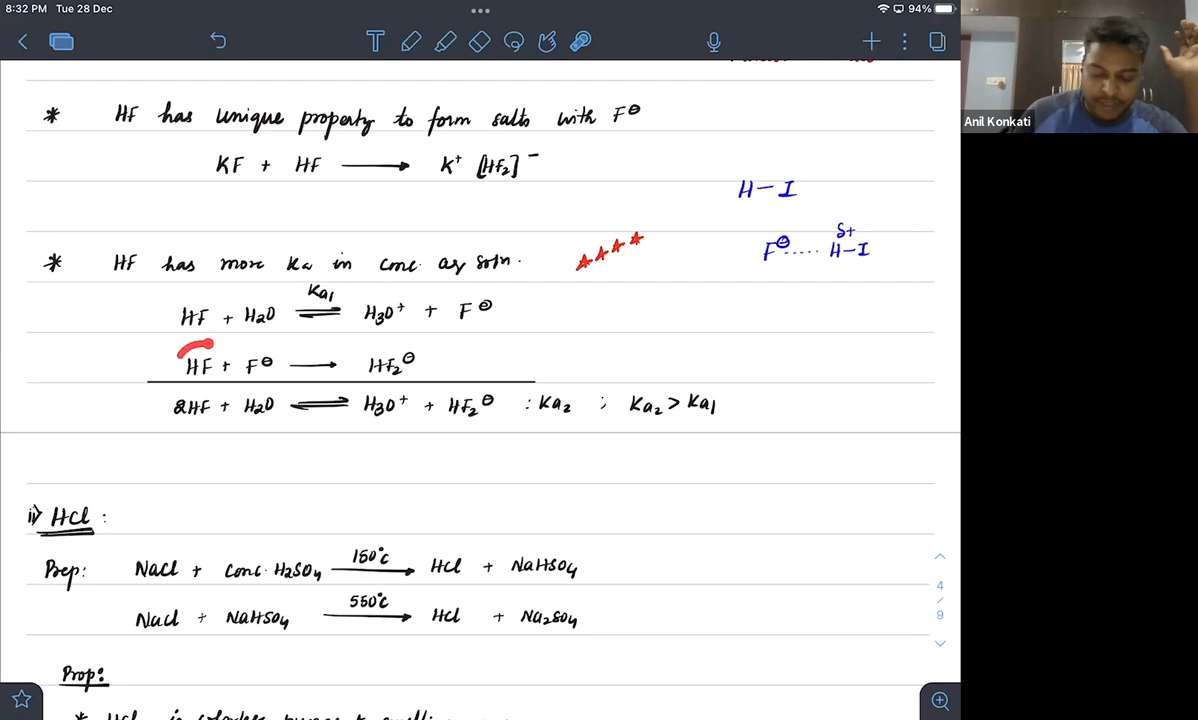 8:32 PM Tue 28 Dec
94%
Anil Konkati
* HF has unique property to form salts with F⊖
KF + HF ⟶ K⁺ [HF₂]⁻
H–I
* HF has more Ka in conc. aq soln.
F⊖ ..... H–I
δ+
Ka₁
HF + H₂O ⇌ H₃O⁺ + F⊖
HF + F⊖ ⟶ HF₂⊖
2HF + H₂O ⇌ H₃O⁺ + HF₂⊖ : Ka₂ ; Ka₂ > Ka₁
ii) HCl :
Prep: NaCl + Conc. H₂SO₄ ⟶ HCl + NaHSO₄
150°C
NaCl + NaHSO₄ ⟶ HCl + Na₂SO₄
550°C
4
/
9
Prop: